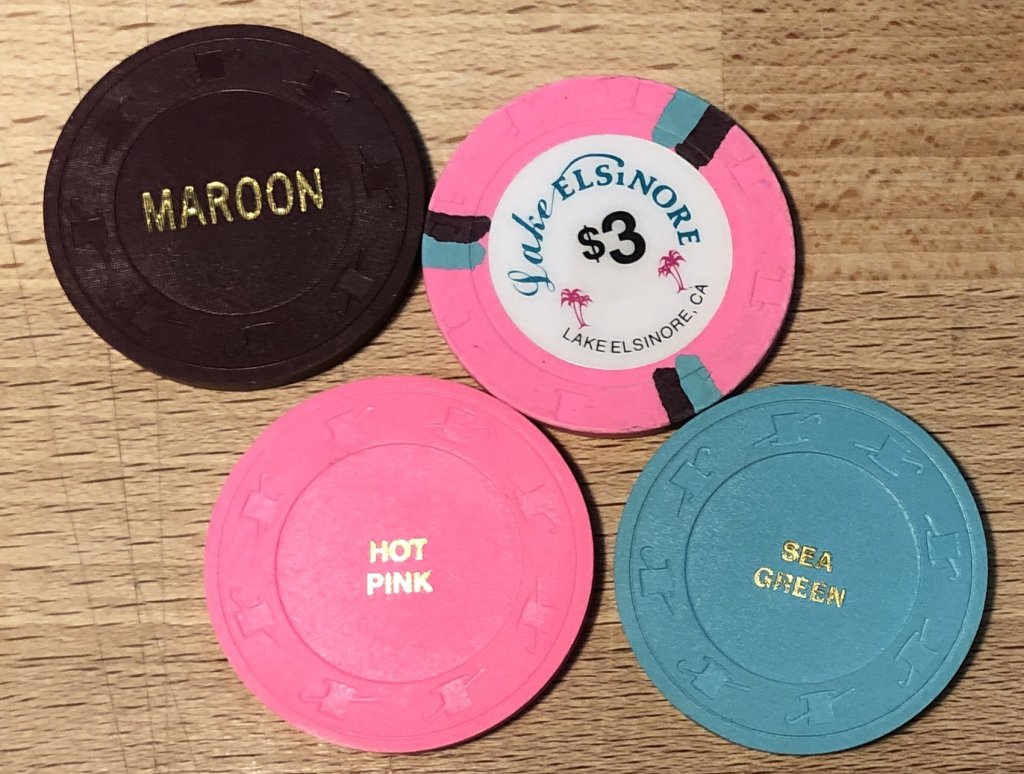 MAROON
Lake ELSiNORE
$3
LAKE ELSINORE, CA
HOT
PINK
SEA
GREEN